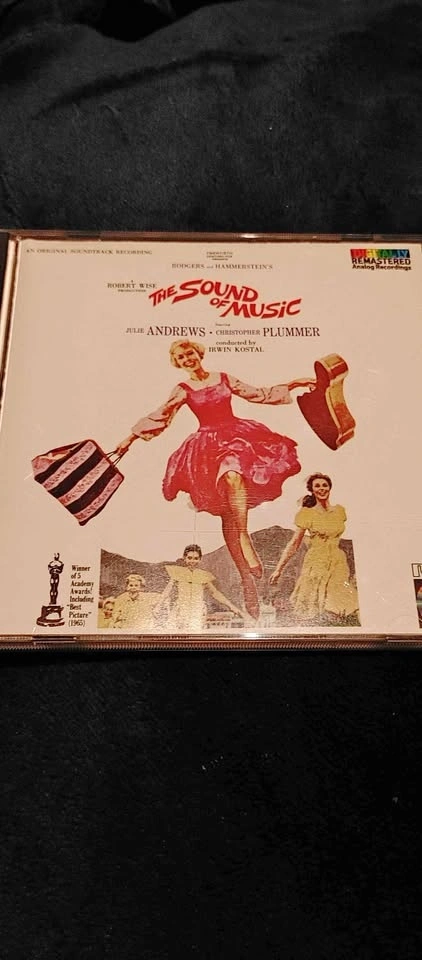 AN ORIGINAL SOUNDTRACK RECORDING
DIGITALLY
REMASTERED
Analog Recordings
RODGERS AND HAMMERSTEIN'S
ROBERT WISE
PRODUCTION
THE SOUND
OF MUSIC
JULIE ANDREWS • CHRISTOPHER PLUMMER
conducted by
IRWIN KOSTAL
Winner
of 5
Academy
Awards!
Including
"Best
Picture"
(1965)